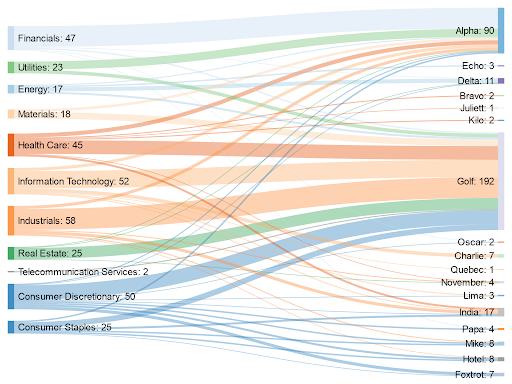 Financials: 47
Utilities: 23
Energy: 17
Materials: 18
Health Care: 45
Information Technology: 52
Industrials: 58
Real Estate: 25
Telecommunication Services: 2
Consumer Discretionary: 50
Consumer Staples: 25
Alpha: 90
Echo: 3
Delta: 11
Bravo: 2
Juliett: 1
Kilo: 2
Golf: 192
Oscar: 2
Charlie: 7
Quebec: 1
November: 4
Lima: 3
India: 17
Papa: 4
Mike: 8
Hotel: 8
Foxtrot: 7